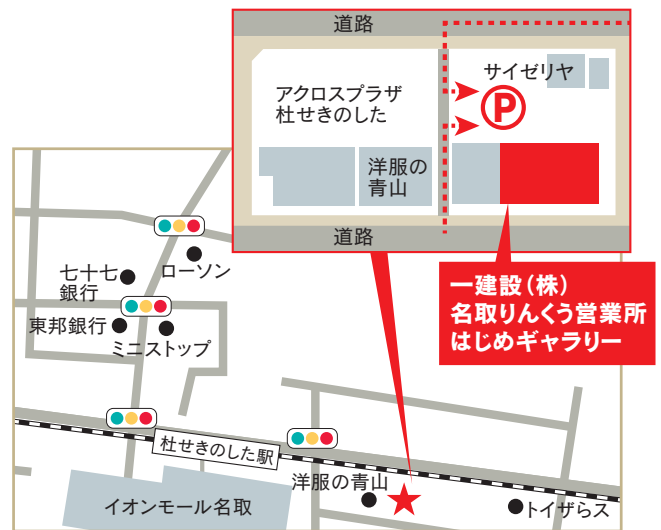 道路
サイゼリヤ
アクロスプラザ
杜せきのした
P
洋服の
青山
道路
一建設(株)
名取りんくう営業所
はじめギャラリー
ローソン
七十七
銀行
東邦銀行
ミニストップ
杜せきのした駅
洋服の青山
イオンモール名取
トイザらス